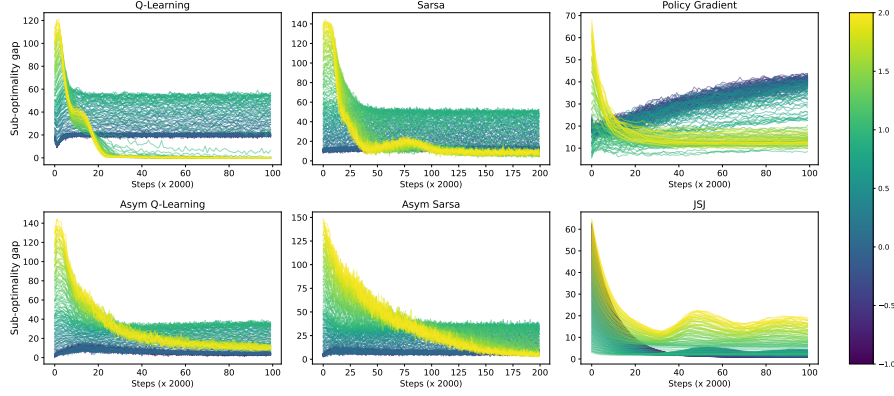 Q-Learning
Sub-optimality gap
120
100
80
60
40
20
0
0 20 40 60 80 100
Steps (x 2000)
Sarsa
140
120
100
80
60
40
20
0
0 25 50 75 100 125 150 175 200
Steps (x 2000)
Policy Gradient
70
60
50
40
30
20
10
0 20 40 60 80 100
Steps (x 2000)
Asym Q-Learning
Sub-optimality gap
140
120
100
80
60
40
20
0
0 20 40 60 80 100
Steps (x 2000)
Asym Sarsa
150
125
100
75
50
25
0
0 25 50 75 100 125 150 175 200
Steps (x 2000)
JSJ
60
50
40
30
20
10
0
0 20 40 60 80 100
Steps (x 2000)
2.0
1.5
1.0
0.5
0.0
−0.5
−1.0